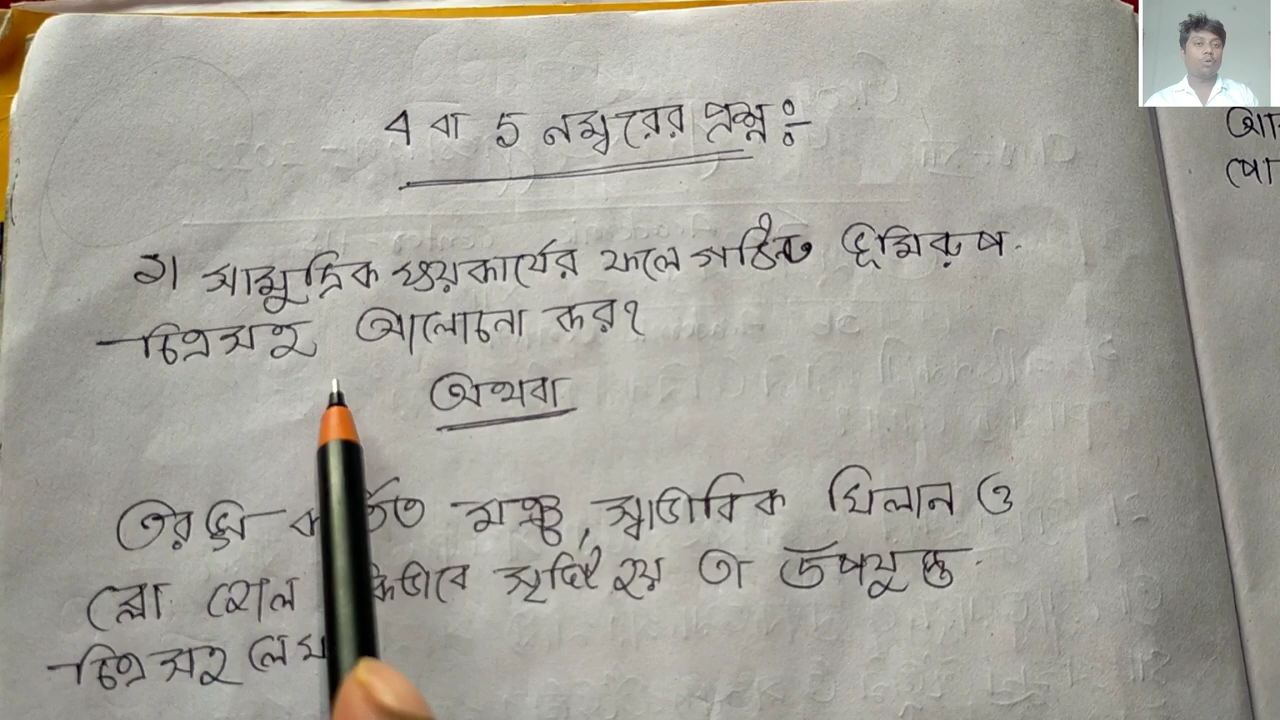 4 বা 5 নম্বরের প্রশ্ন :-
১। সামুদ্রিক ক্ষয়কার্যের ফলে গঠিত ভূমিরূপ
চিত্রসহ আলোচনা কর?
অথবা
তরঙ্গ কর্তিত মঞ্চ, স্বাভাবিক খিলান ও
ব্লো হোল কিভাবে সৃষ্টি হয় তা উপযুক্ত
চিত্রসহ লেখ